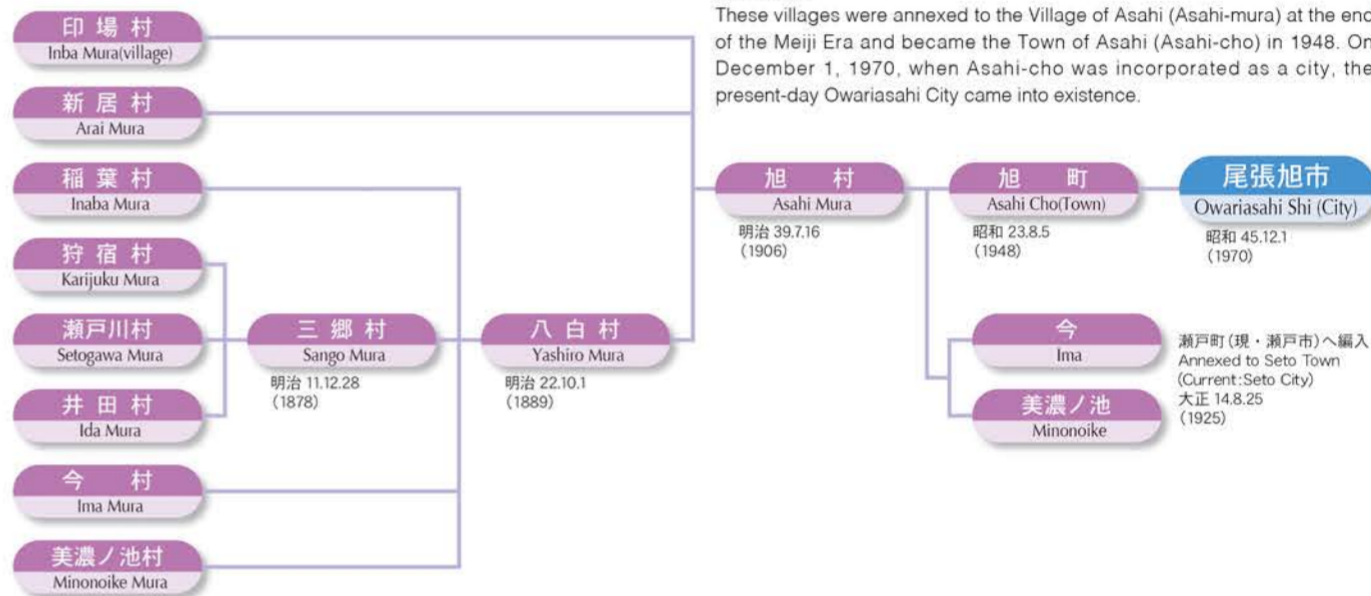 These villages were annexed to the Village of Asahi (Asahi-mura) at the end
of the Meiji Era and became the Town of Asahi (Asahi-cho) in 1948. On
December 1, 1970, when Asahi-cho was incorporated as a city, the
present-day Owariasahi City came into existence.
印場村
Inba Mura(village)
新居村
Arai Mura
稲葉村
Inaba Mura
狩宿村
Karijuku Mura
瀬戸川村
Setogawa Mura
井田村
Ida Mura
今 村
Ima Mura
美濃ノ池村
Minonoike Mura
三郷村
Sango Mura
明治 11.12.28
(1878)
八白村
Yashiro Mura
明治 22.10.1
(1889)
旭 村
Asahi Mura
明治 39.7.16
(1906)
旭 町
Asahi Cho(Town)
昭和 23.8.5
(1948)
尾張旭市
Owariasahi Shi (City)
昭和 45.12.1
(1970)
今
Ima
美濃ノ池
Minonoike
瀬戸町(現・瀬戸市)へ編入
Annexed to Seto Town
(Current:Seto City)
大正 14.8.25
(1925)